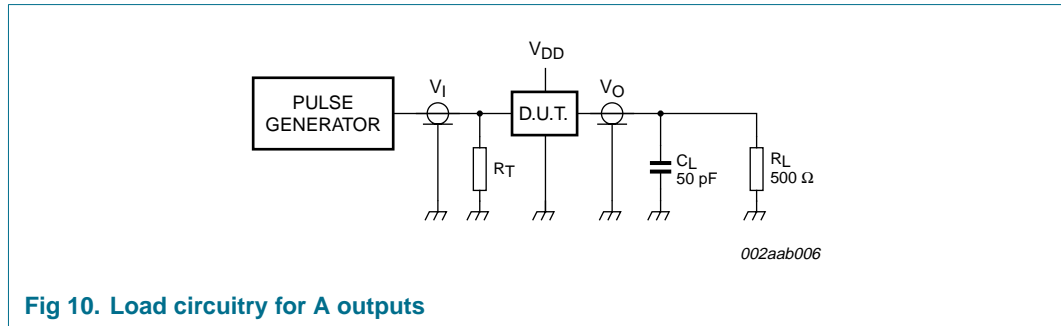 VDD
VI
VO
PULSE
GENERATOR
D.U.T.
RT
CL
50 pF
RL
500 Ω
002aab006
Fig 10. Load circuitry for A outputs